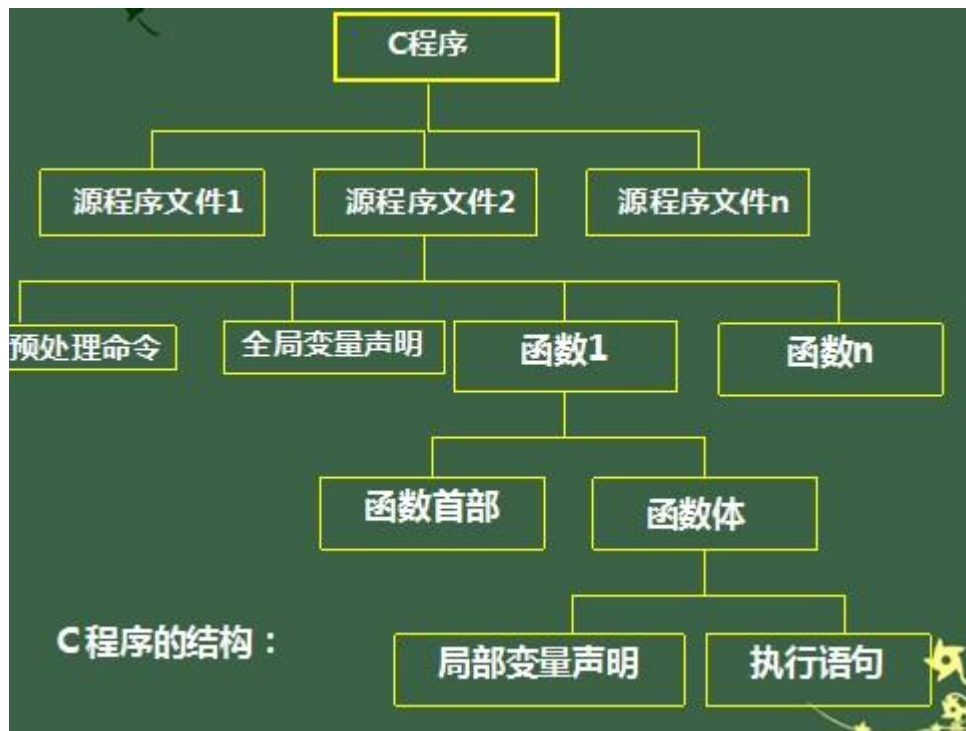 C程序
源程序文件1
源程序文件2
源程序文件n
预处理命令
全局变量声明
函数1
函数n
函数首部
函数体
C程序的结构：
局部变量声明
执行语句